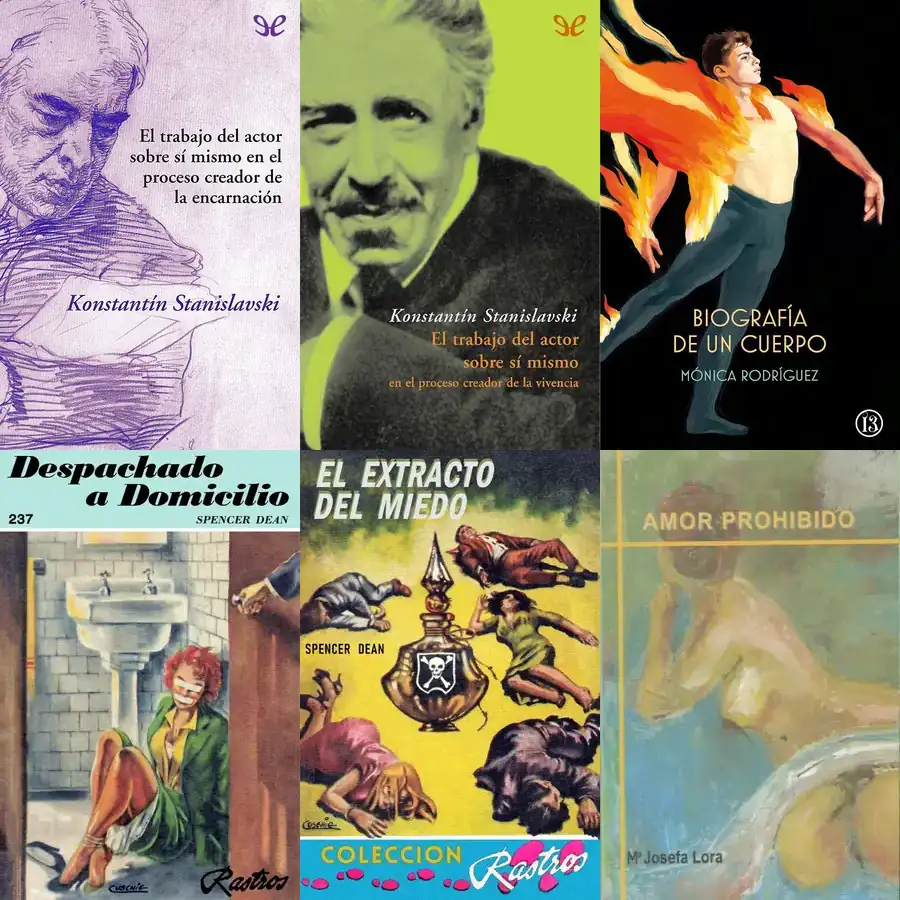 El trabajo del actor
sobre sí mismo en el
proceso creador de
la encarnación
Konstantín Stanislavski
Konstantín Stanislavski
El trabajo del actor
sobre sí mismo
en el proceso creador de la vivencia
BIOGRAFÍA
DE UN CUERPO
MÓNICA RODRÍGUEZ
13
Despachado
a Domicilio
237
SPENCER DEAN
Rastros
EL EXTRACTO
DEL MIEDO
SPENCER DEAN
COLECCION
Rastros
AMOR PROHIBIDO
Mª Josefa Lora